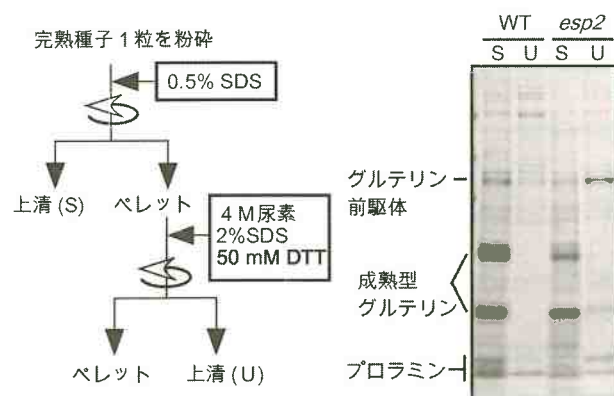 完熟種子1粒を粉砕
0.5% SDS
上清 (S)
ペレット
4 M尿素
2%SDS
50 mM DTT
ペレット
上清 (U)
WT
esp2
S U S U
グルテリン
前駆体
成熟型
グルテリン
プロラミン